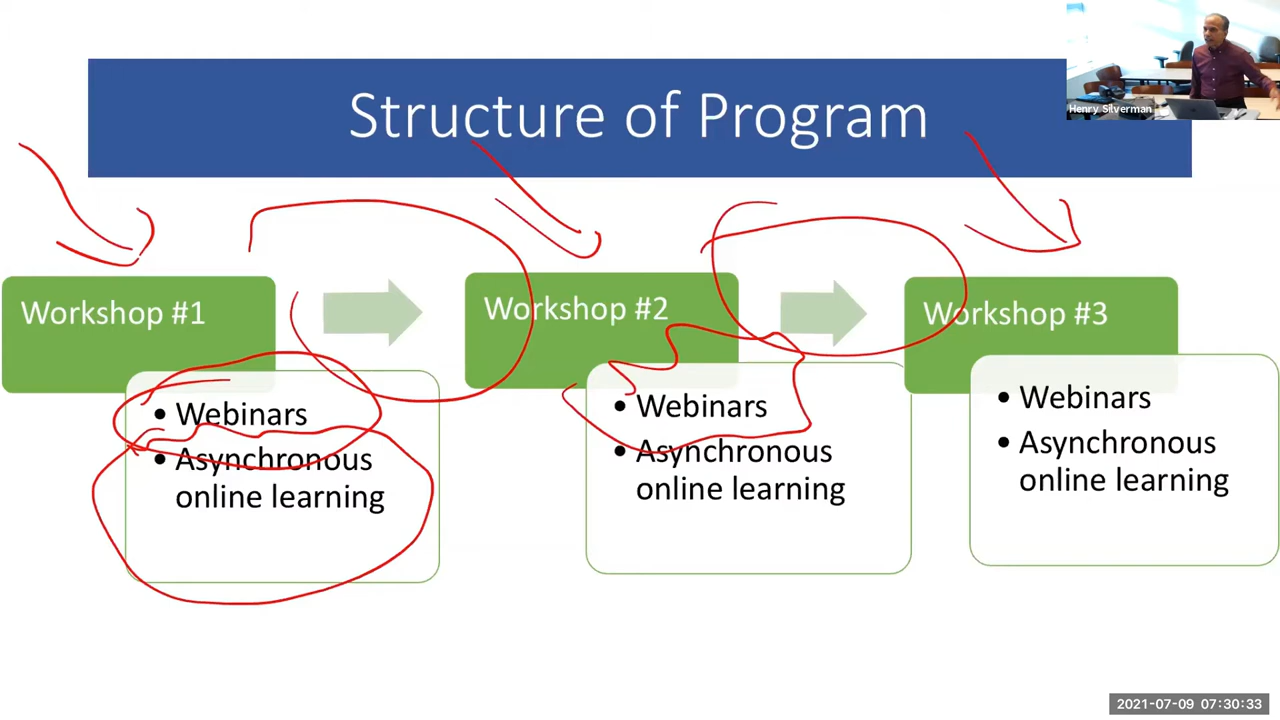 Henry Silverman
Structure of Program
Workshop #1
• Webinars
• Asynchronous
online learning
Workshop #2
• Webinars
• Asynchronous
online learning
Workshop #3
• Webinars
• Asynchronous
online learning
2021-07-09 07:30:33